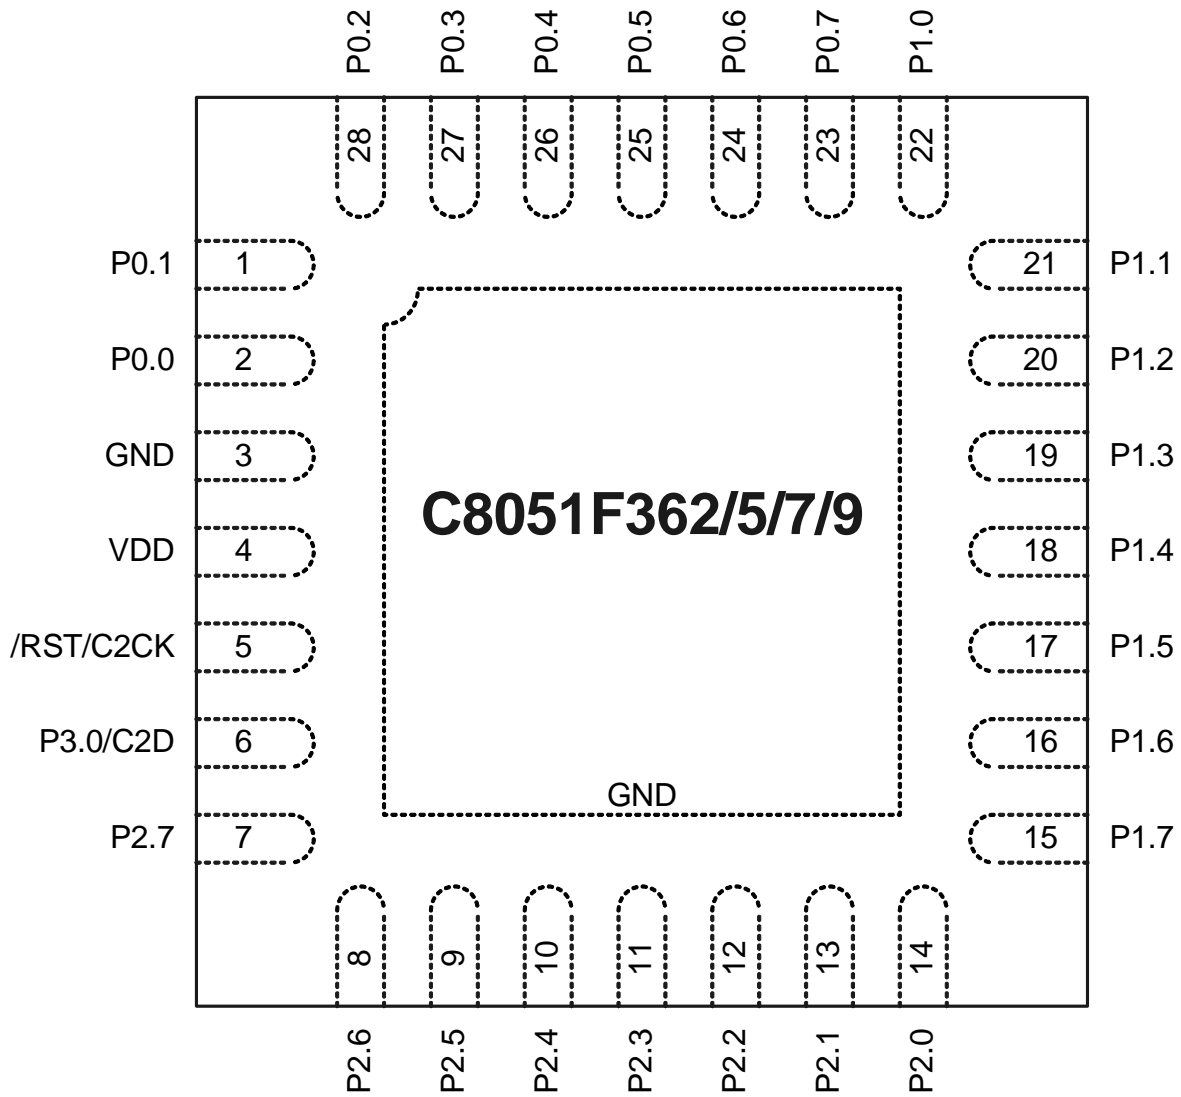 P0.2
P0.3
P0.4
P0.5
P0.6
P0.7
P1.0
28
27
26
25
24
23
22
P0.1 1
21 P1.1
P0.0 2
20 P1.2
GND 3
19 P1.3
C8051F362/5/7/9
VDD 4
18 P1.4
/RST/C2CK 5
17 P1.5
P3.0/C2D 6
16 P1.6
GND
P2.7 7
15 P1.7
8
9
10
11
12
13
14
P2.6
P2.5
P2.4
P2.3
P2.2
P2.1
P2.0